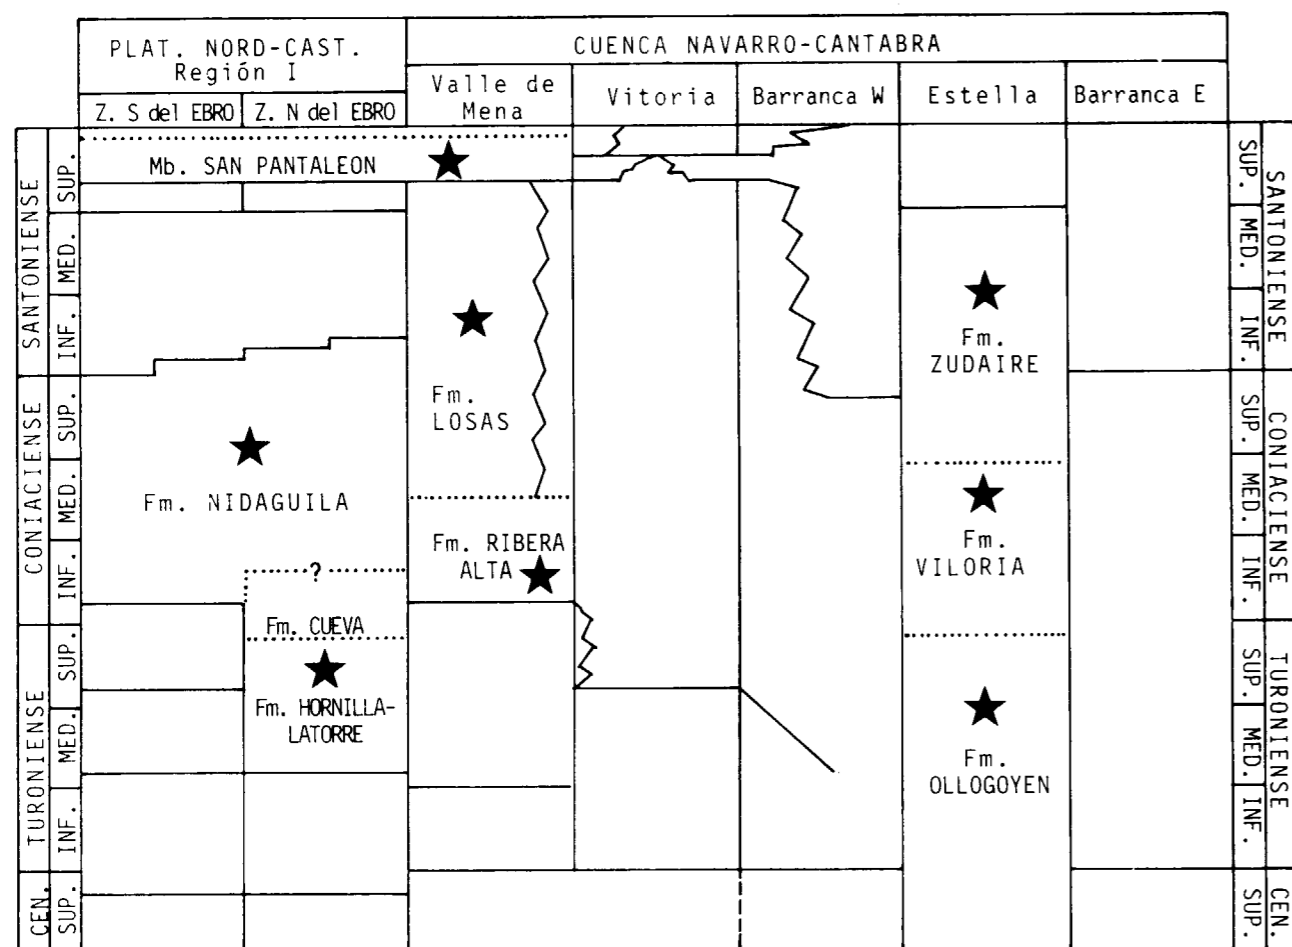 PLAT. NORD-CAST.
Región I
CUENCA NAVARRO-CANTABRA
Z. S del EBRO
Z. N del EBRO
Valle de
Mena
Vitoria
Barranca W
Estella
Barranca E
SANTONIENSE
SUP.
MED.
INF.
CONIACIENSE
SUP.
MED.
INF.
TURONIENSE
SUP.
MED.
INF.
CEN.
SUP.
Mb. SAN PANTALEON
Fm. NIDAGUILA
?
Fm. CUEVA
Fm. HORNILLA-
LATORRE
Fm.
LOSAS
Fm. RIBERA
ALTA
Fm.
ZUDAIRE
Fm.
VILORIA
Fm.
OLLOGOYEN
SUP.
MED.
INF.
SANTONIENSE
SUP.
MED.
INF.
CONIACIENSE
SUP.
MED.
INF.
TURONIENSE
SUP.
CEN.